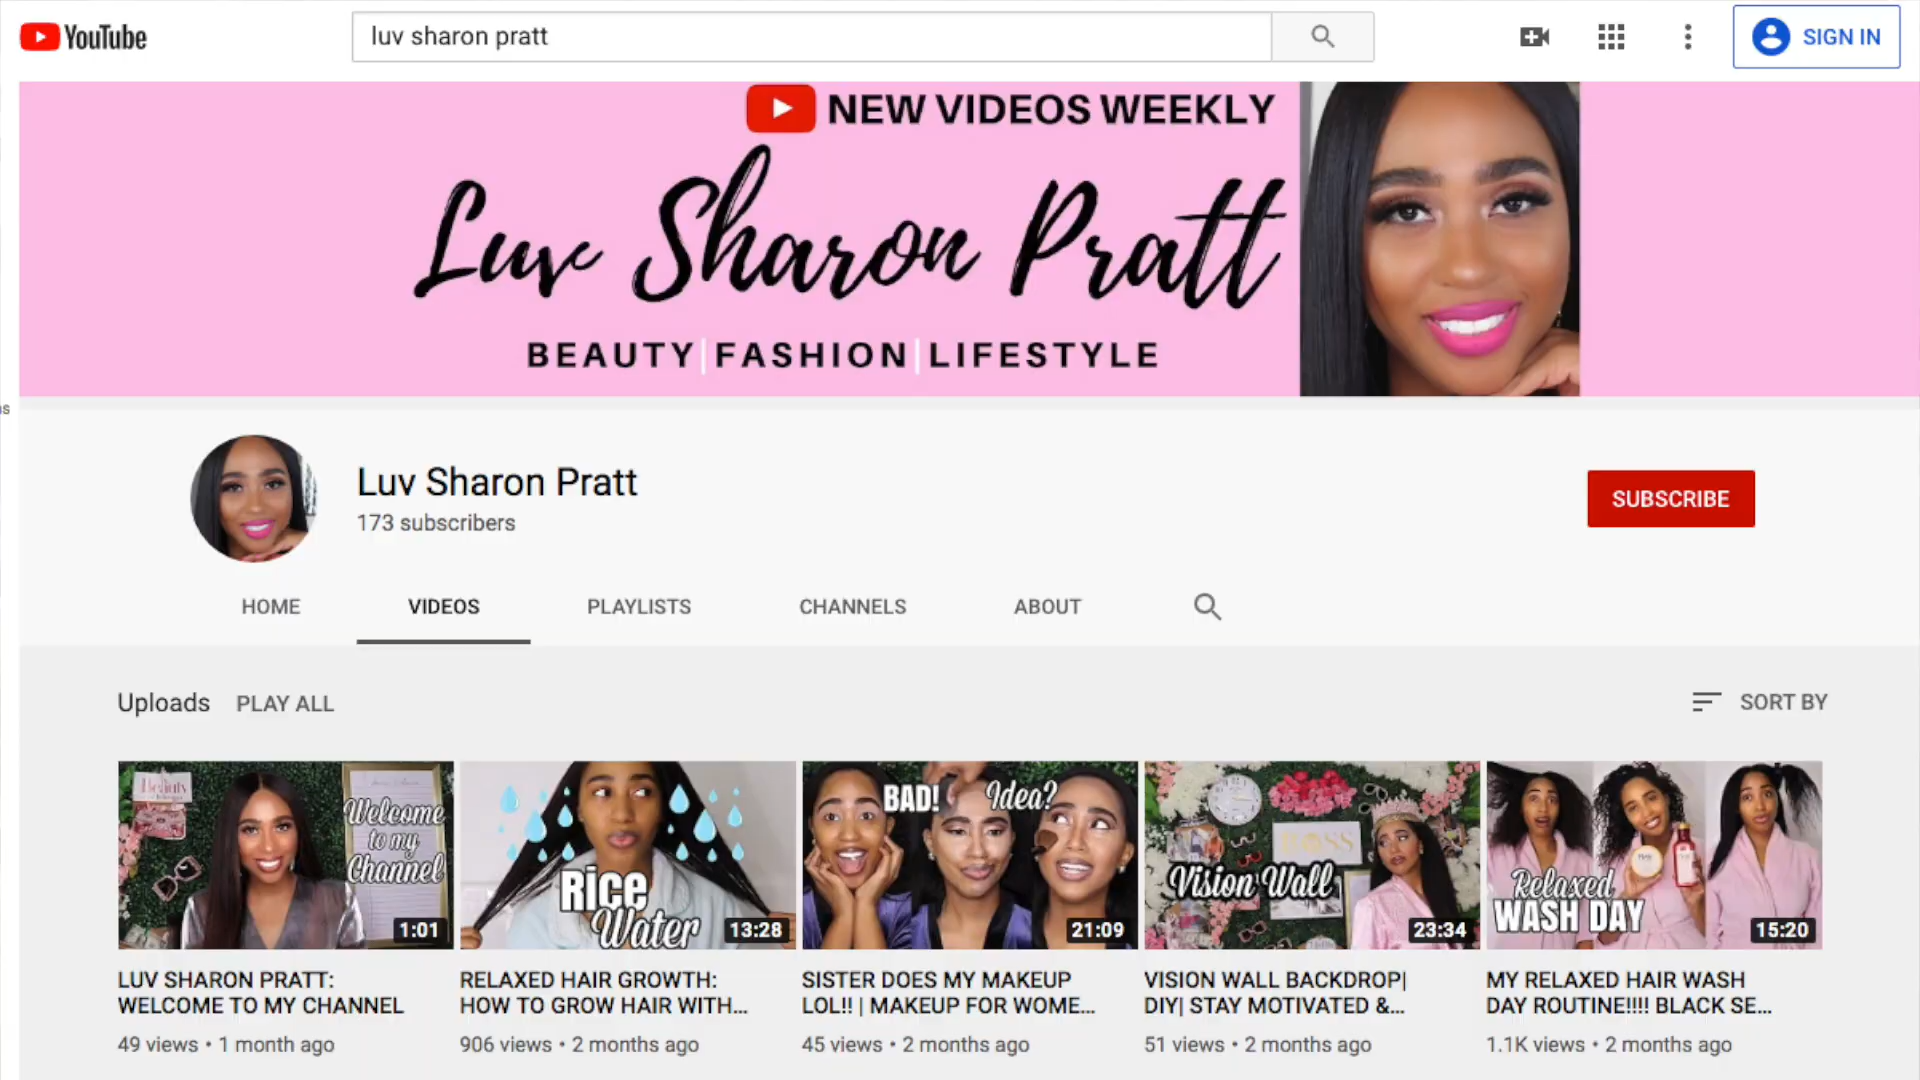 YouTube
luv sharon pratt
SIGN IN
NEW VIDEOS WEEKLY
Luv Sharon Pratt
BEAUTY|FASHION|LIFESTYLE
Luv Sharon Pratt
173 subscribers
SUBSCRIBE
HOME
VIDEOS
PLAYLISTS
CHANNELS
ABOUT
Uploads
PLAY ALL
SORT BY
Welcome
to my
Channel
1:01
Rice
Water
13:28
BAD! Idea?
21:09
BOSS
Vision Wall
23:34
Relaxed
WASH DAY
15:20
LUV SHARON PRATT:
WELCOME TO MY CHANNEL
49 views • 1 month ago
RELAXED HAIR GROWTH:
HOW TO GROW HAIR WITH...
906 views • 2 months ago
SISTER DOES MY MAKEUP
LOL!! | MAKEUP FOR WOME...
45 views • 2 months ago
VISION WALL BACKDROP|
DIY| STAY MOTIVATED &...
51 views • 2 months ago
MY RELAXED HAIR WASH
DAY ROUTINE!!!! BLACK SE...
1.1K views • 2 months ago